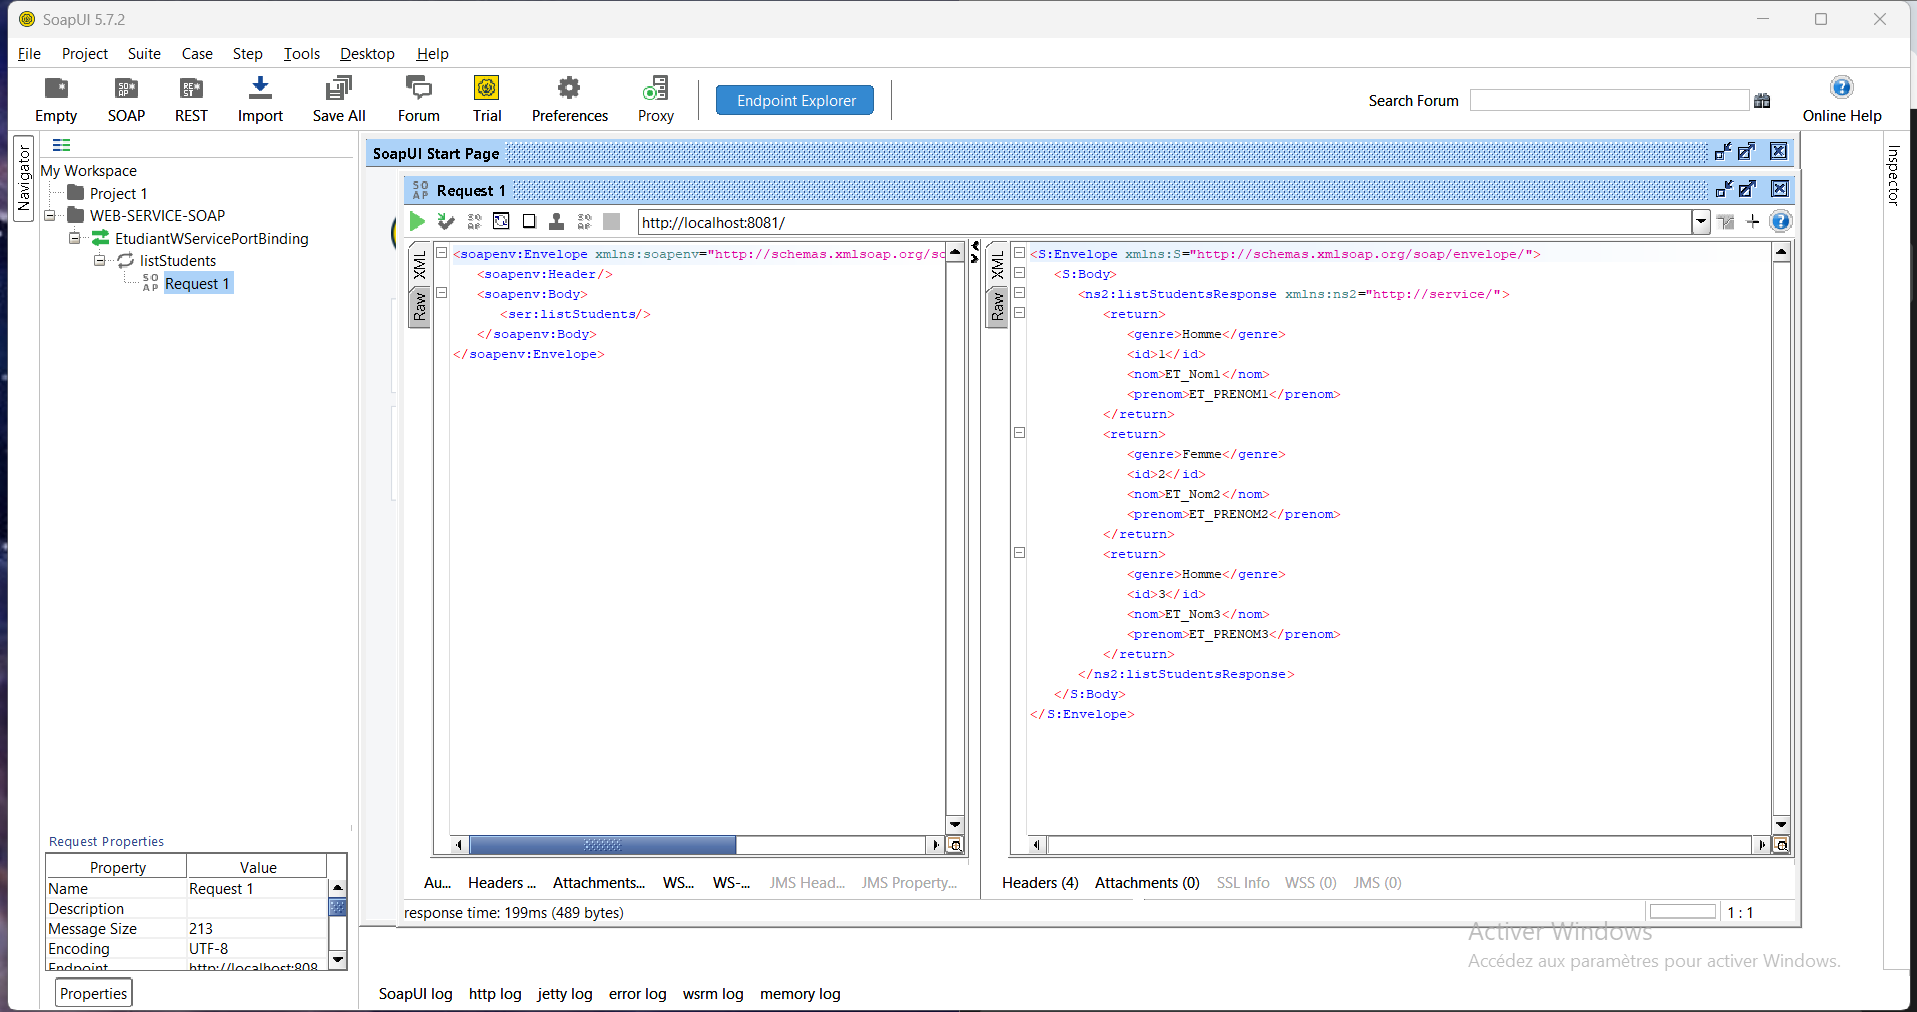 SoapUI 5.7.2
File Project Suite Case Step Tools Desktop Help
Empty SOAP REST Import Save All Forum Trial Preferences Proxy Endpoint Explorer Search Forum Online Help
Navigator
My Workspace
Project 1
WEB-SERVICE-SOAP
EtudiantWServicePortBinding
listStudents
Request 1
SoapUI Start Page
Request 1
http://localhost:8081/
XML
Raw
<soapenv:Envelope xmlns:soapenv="http://schemas.xmlsoap.org/so
<soapenv:Header/>
<soapenv:Body>
<ser:listStudents/>
</soapenv:Body>
</soapenv:Envelope>
XML
Raw
<S:Envelope xmlns:S="http://schemas.xmlsoap.org/soap/envelope/">
<S:Body>
<ns2:listStudentsResponse xmlns:ns2="http://service/">
<return>
<genre>Homme</genre>
<id>1</id>
<nom>ET_Nom1</nom>
<prenom>ET_PRENOM1</prenom>
</return>
<return>
<genre>Femme</genre>
<id>2</id>
<nom>ET_Nom2</nom>
<prenom>ET_PRENOM2</prenom>
</return>
<return>
<genre>Homme</genre>
<id>3</id>
<nom>ET_Nom3</nom>
<prenom>ET_PRENOM3</prenom>
</return>
</ns2:listStudentsResponse>
</S:Body>
</S:Envelope>
Inspector
Au... Headers ... Attachments... WS... WS-... JMS Head... JMS Property...
Headers (4) Attachments (0) SSL Info WSS (0) JMS (0)
response time: 199ms (489 bytes)
1 : 1
Request Properties
Property Value
Name Request 1
Description
Message Size 213
Encoding UTF-8
Endpoint http://localhost:808
Properties
SoapUI log http log jetty log error log wsrm log memory log
Activer Windows
Accédez aux paramètres pour activer Windows.